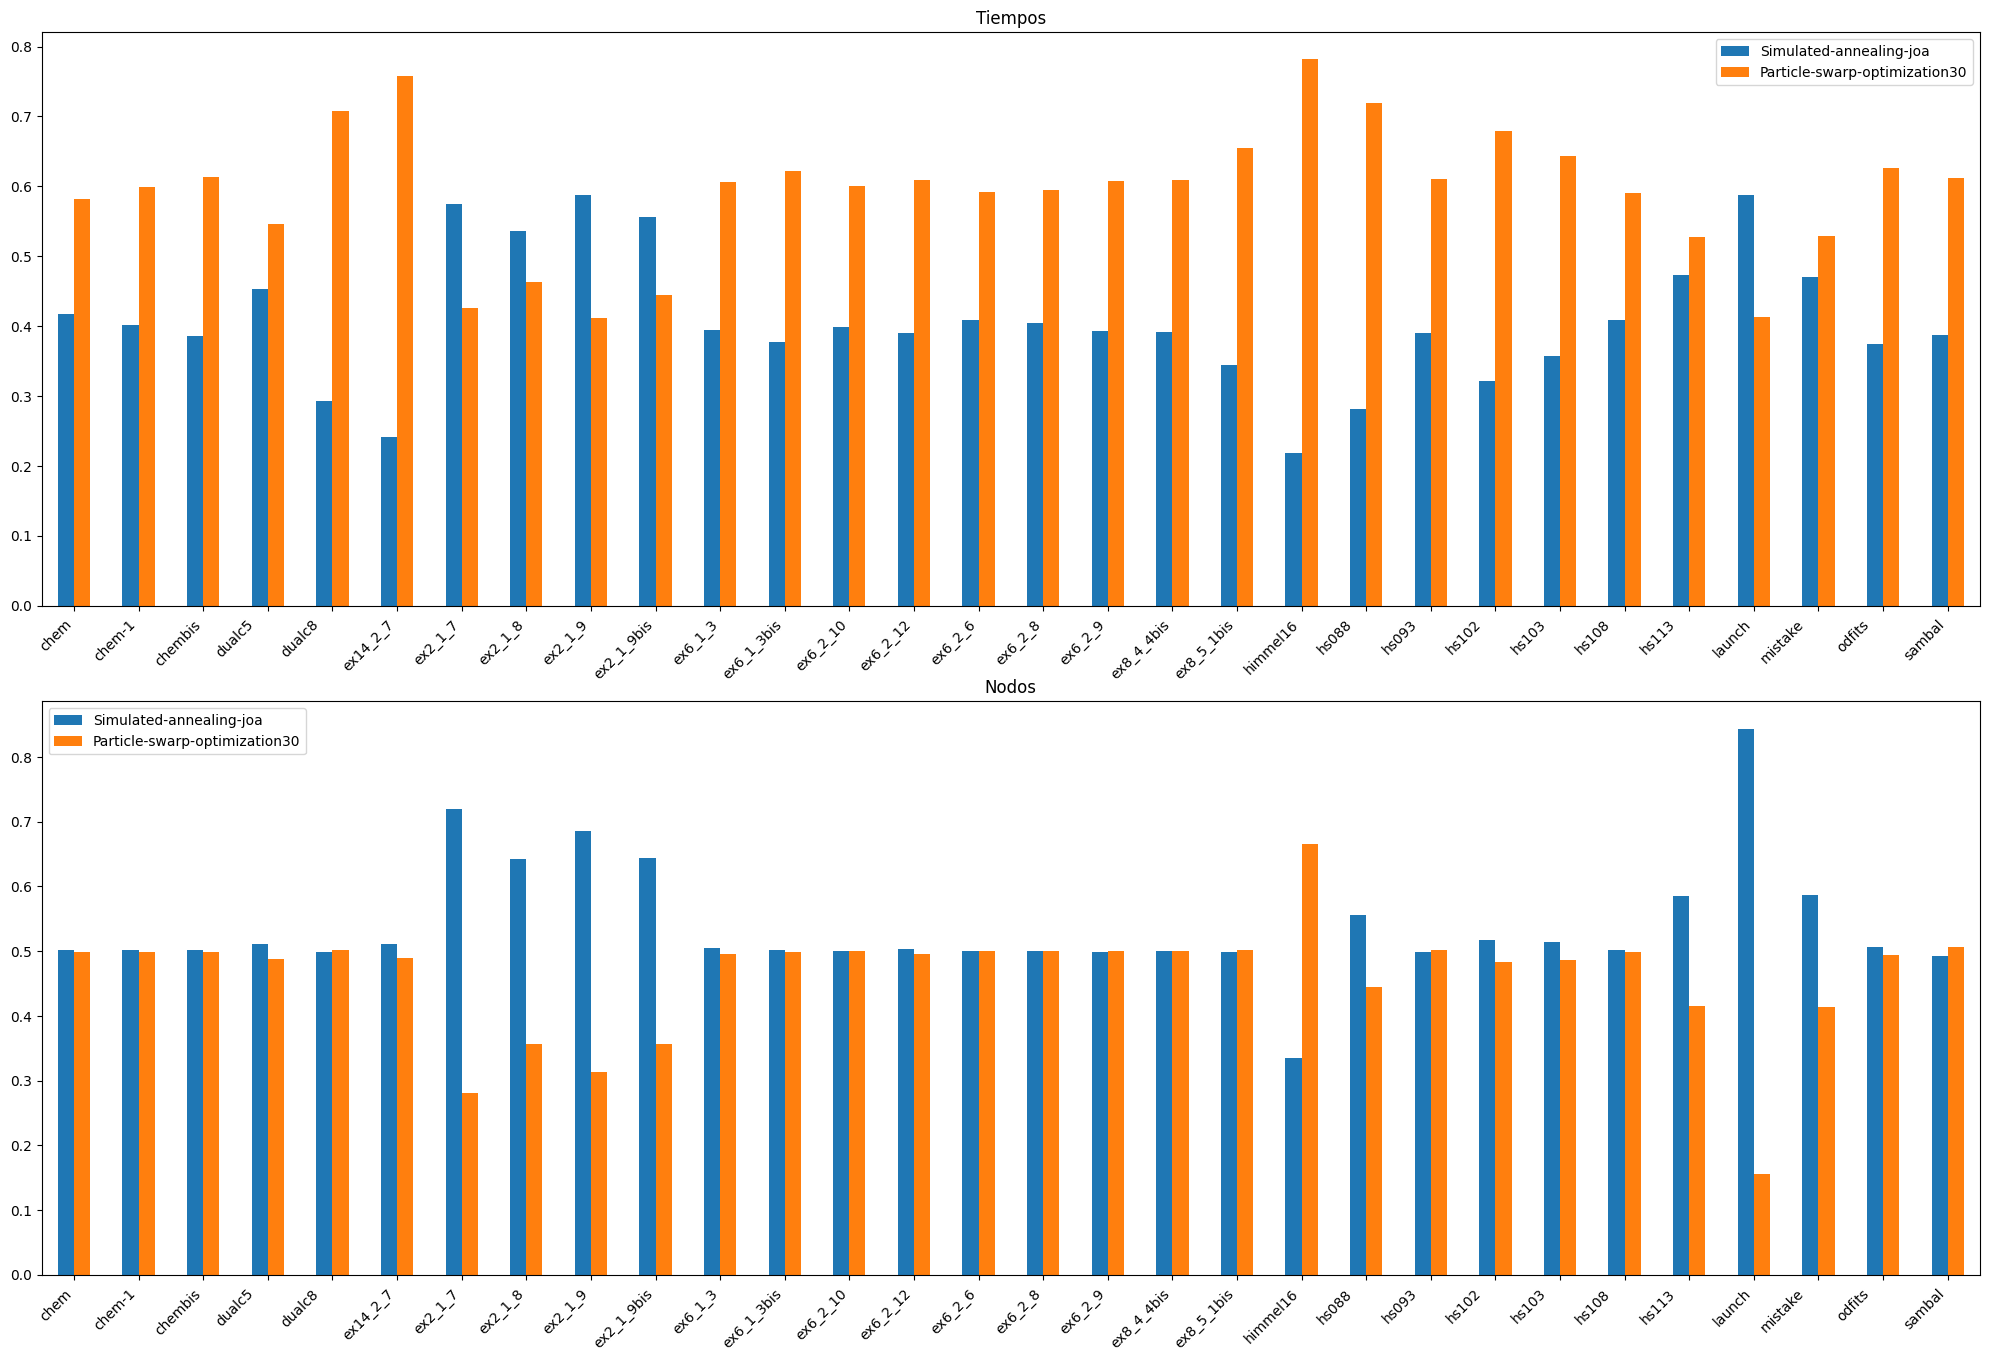 Tiempos
Simulated-annealing-joa
Particle-swarp-optimization30
0.8
0.7
0.6
0.5
0.4
0.3
0.2
0.1
0.0
chem
chem-1
chembis
dualc5
dualc8
ex14_2_7
ex2_1_7
ex2_1_8
ex2_1_9
ex2_1_9bis
ex6_1_3
ex6_1_3bis
ex6_2_10
ex6_2_12
ex6_2_6
ex6_2_8
ex6_2_9
ex8_4_4bis
ex8_5_1bis
himmel16
hs088
hs093
hs102
hs103
hs108
hs113
launch
mistake
odfits
sambal
Nodos
Simulated-annealing-joa
Particle-swarp-optimization30
0.8
0.7
0.6
0.5
0.4
0.3
0.2
0.1
0.0
chem
chem-1
chembis
dualc5
dualc8
ex14_2_7
ex2_1_7
ex2_1_8
ex2_1_9
ex2_1_9bis
ex6_1_3
ex6_1_3bis
ex6_2_10
ex6_2_12
ex6_2_6
ex6_2_8
ex6_2_9
ex8_4_4bis
ex8_5_1bis
himmel16
hs088
hs093
hs102
hs103
hs108
hs113
launch
mistake
odfits
sambal